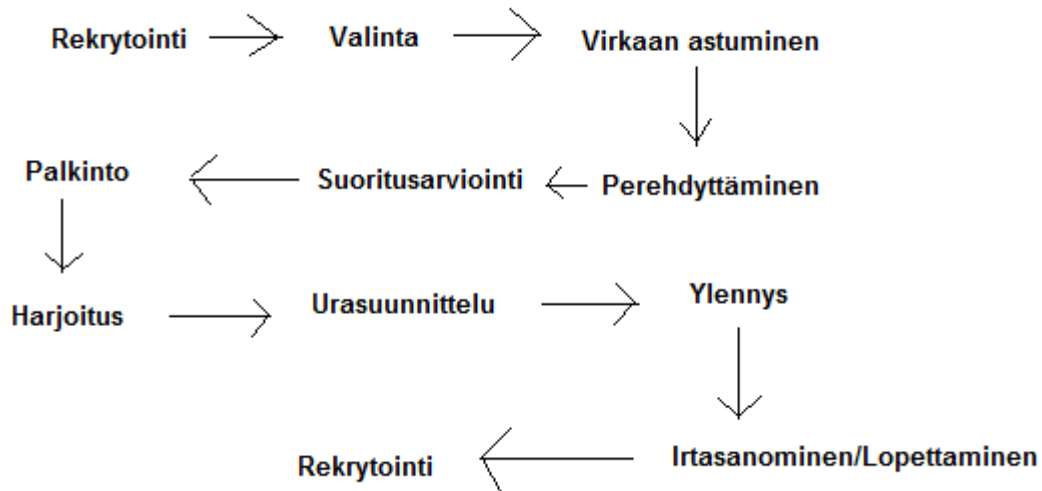 Rekrytointi
Valinta
Virkaan astuminen
Perehdyttäminen
Suoritusarviointi
Palkinto
Harjoitus
Urasuunnittelu
Ylennys
Irtasanominen/Lopettaminen
Rekrytointi